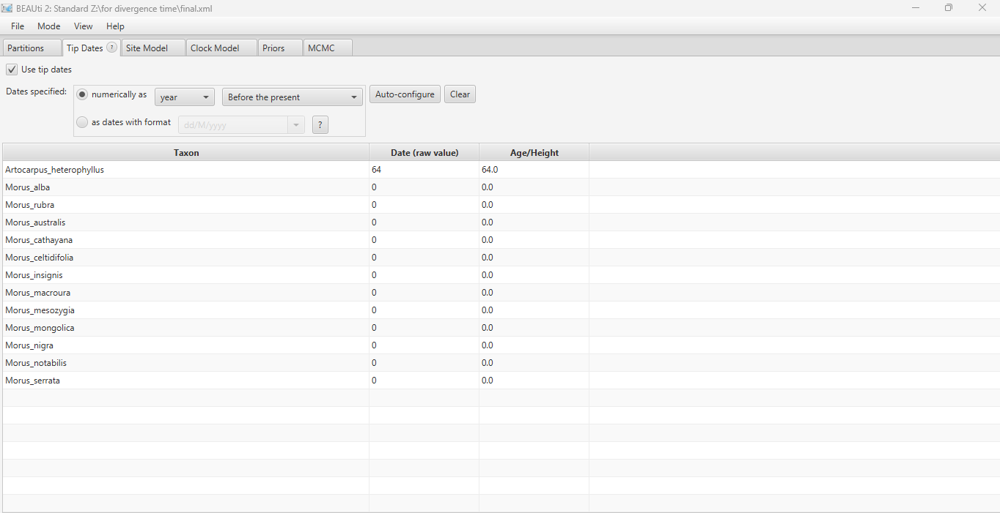 BEAUti 2: Standard Z:\for divergence time\final.xml
File Mode View Help
Partitions Tip Dates ? Site Model Clock Model Priors MCMC
Use tip dates
Dates specified: numerically as year Before the present Auto-configure Clear
as dates with format dd/M/yyyy ?
Taxon Date (raw value) Age/Height
Artocarpus_heterophyllus 64 64.0
Morus_alba 0 0.0
Morus_rubra 0 0.0
Morus_australis 0 0.0
Morus_cathayana 0 0.0
Morus_celtidifolia 0 0.0
Morus_insignis 0 0.0
Morus_macroura 0 0.0
Morus_mesozygia 0 0.0
Morus_mongolica 0 0.0
Morus_nigra 0 0.0
Morus_notabilis 0 0.0
Morus_serrata 0 0.0